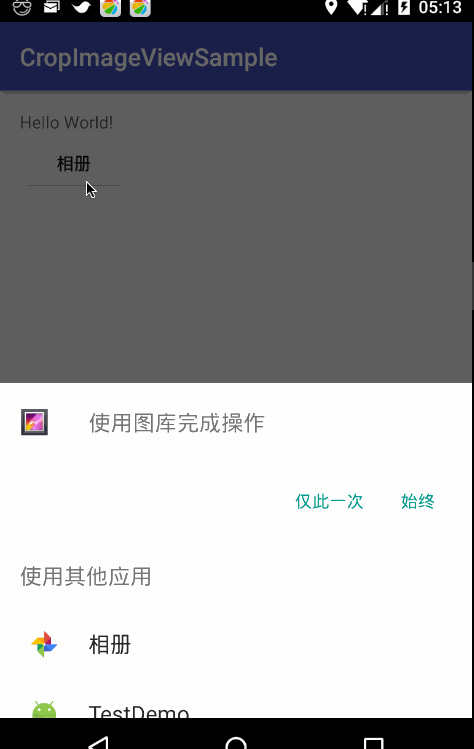 05:13
CropImageViewSample
Hello World!
相册
使用图库完成操作
仅此一次 始终
使用其他应用
相册
TestDemo